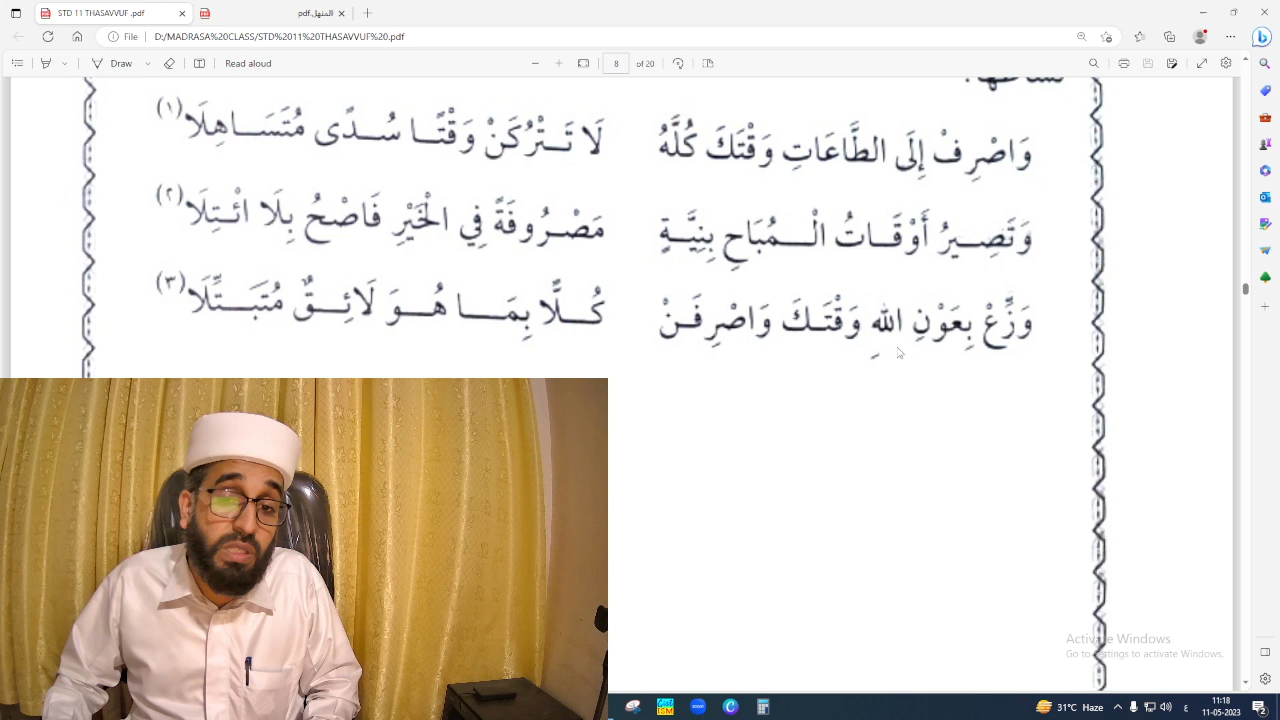 STD 11 THASAVVUF .pdf
المنهل.pdf
File D:/MADRASA%20CLASS/STD%2011%20THASAVVUF%20.pdf
Draw Read aloud 8 of 20
وَاصْرِفْ إِلَى الطَّاعَاتِ وَقْتَكَ كُلَّهُ لَا تَتْرُكَنْ وَقْتًا سُدًى مُتَسَاهِلَا(١)
وَتَصِيرُ أَوْقَاتُ الْمُبَاحِ بِنِيَّةٍ مَصْرُوفَةً فِي الْخَيْرِ فَاصْحُ بِلَا ائْتِلَا(٢)
وَزِّعْ بِعَوْنِ اللهِ وَقْتَكَ وَاصْرِفَنْ كُلًّا بِمَا هُوَ لَائِقٌ مُتَبَتِّلَا(٣)
Activate Windows
Go to Settings to activate Windows.
zoom
31°C Haze
ع
11:18
11-05-2023